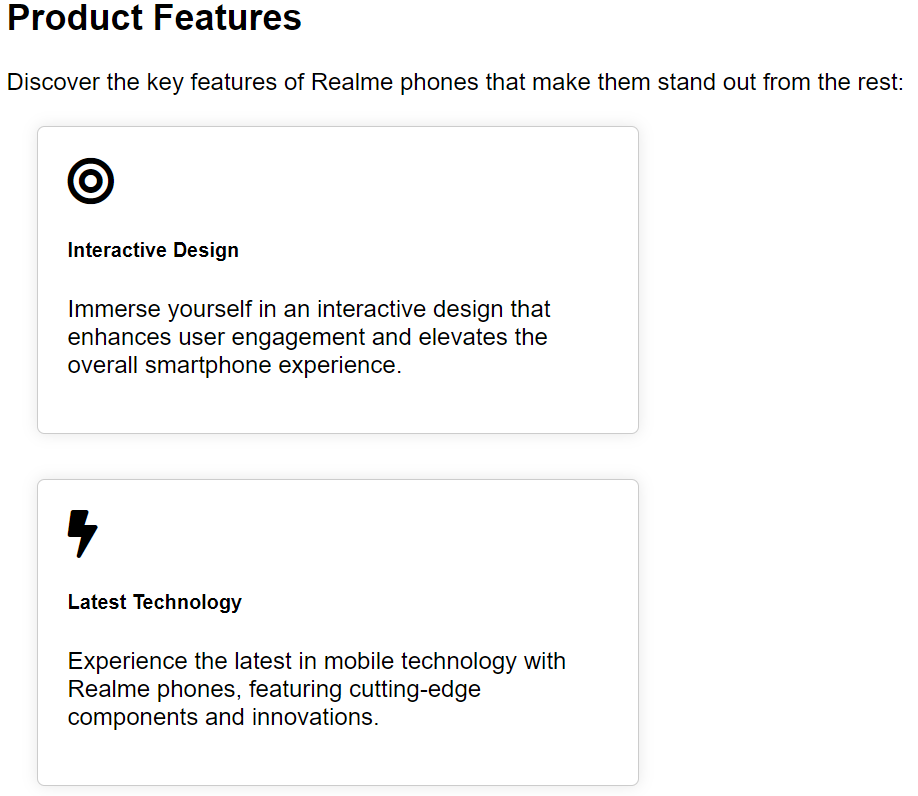 Product Features
Discover the key features of Realme phones that make them stand out from the rest:
Interactive Design
Immerse yourself in an interactive design that
enhances user engagement and elevates the
overall smartphone experience.
Latest Technology
Experience the latest in mobile technology with
Realme phones, featuring cutting-edge
components and innovations.